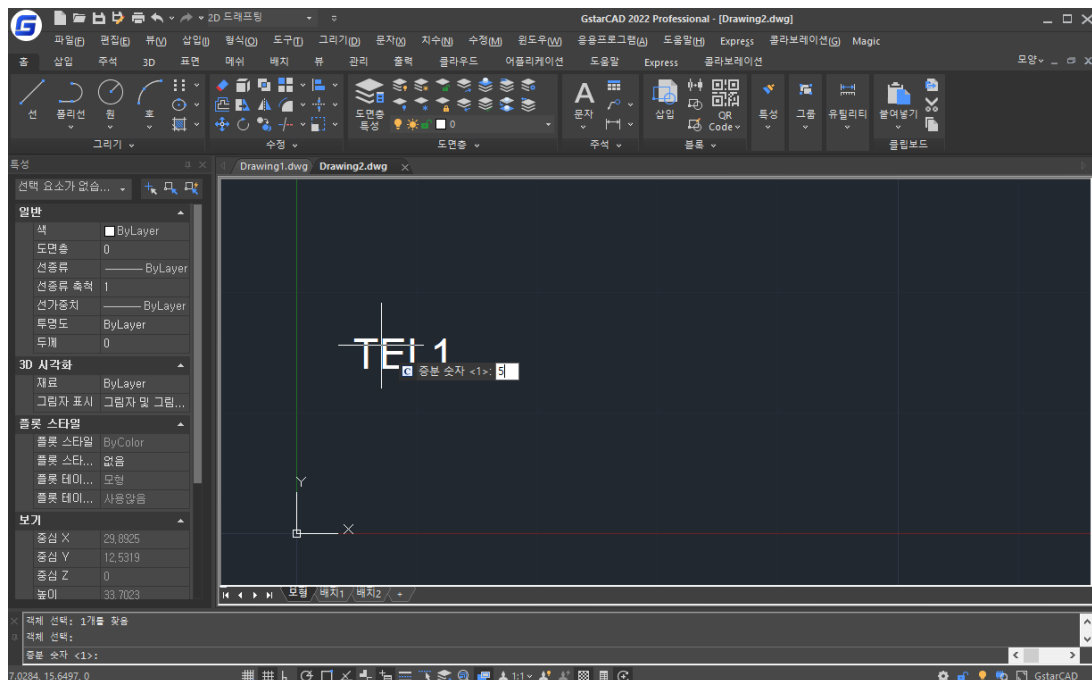 2D 드래프팅
GstarCAD 2022 Professional - [Drawing2.dwg]
파일(F) 편집(E) 뷰(V) 삽입(I) 형식(O) 도구(T) 그리기(D) 문자(X) 치수(N) 수정(M) 윈도우(W) 응용프로그램(A) 도움말(H) Express 콜라보레이션(G) Magic
홈 삽입 주석 3D 표면 메쉬 배치 뷰 관리 출력 클라우드 어플리케이션 도움말 Express 콜라보레이션 모양
선 폴리선 원 호
도면층 특성
0
문자
삽입
QR Code
특성 그룹 유틸리티 붙여넣기
그리기 수정 도면층 주석 블록 클립보드
특성
Drawing1.dwg Drawing2.dwg
선택 요소가 없습...
일반
색 ByLayer
도면층 0
선종류 ByLayer
선종류 축척 1
선가중치 ByLayer
투명도 ByLayer
두께 0
3D 시각화
재료 ByLayer
그림자 표시 그림자 및 그림...
플롯 스타일
플롯 스타일 ByColor
플롯 스타... 없음
플롯 테이... 모형
플롯 테이... 사용않음
보기
중심 X 29,8925
중심 Y 12,5319
중심 Z 0
높이 33,7023
TEL1
증분 숫자 <1>: 5
Y
X
모형 배치1 배치2 +
객체 선택: 1개를 찾음
객체 선택:
증분 숫자 <1>:
7.0284, 15.6497, 0
1:1
GstarCAD